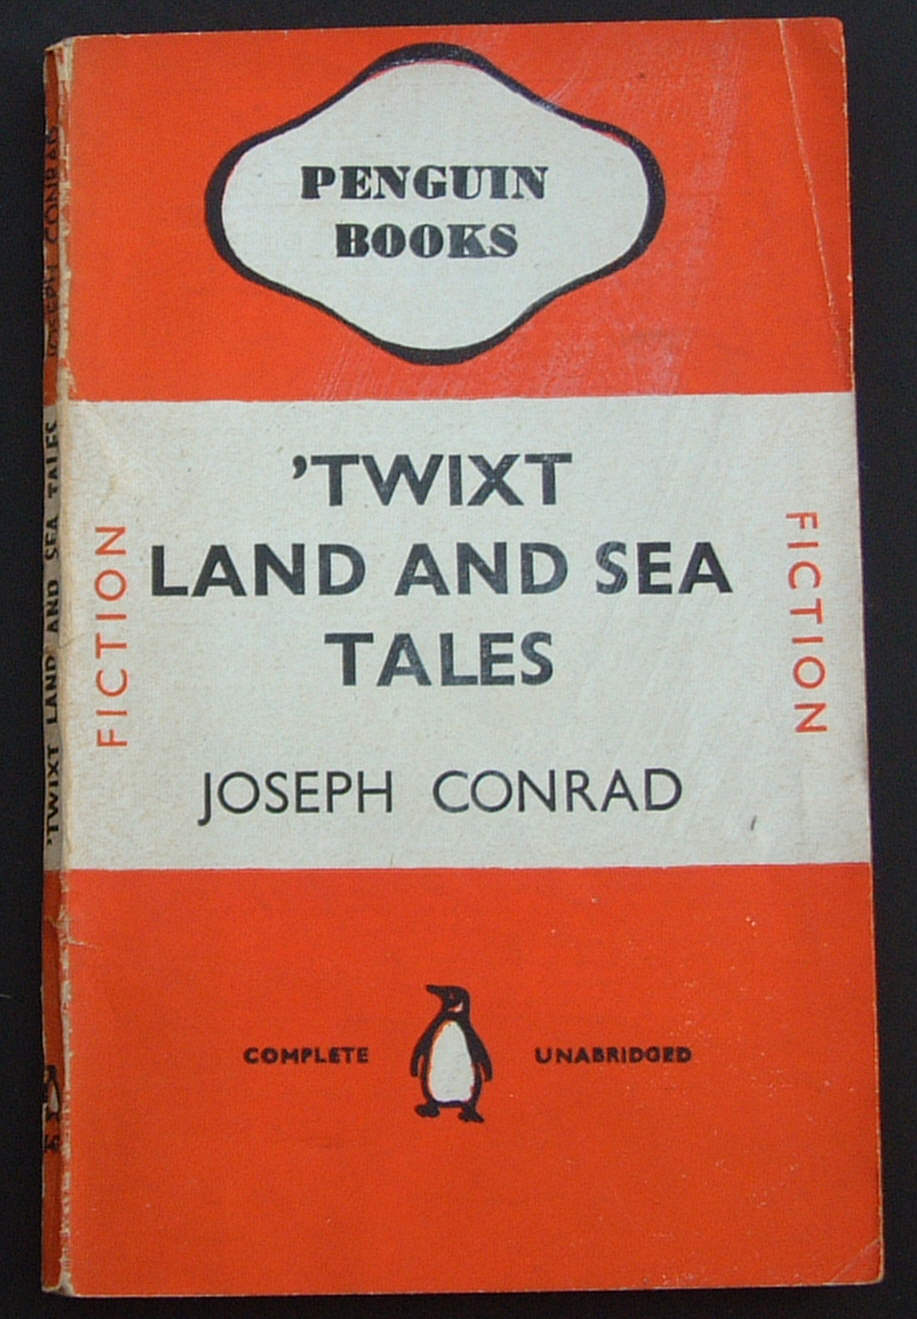 PENGUIN
BOOKS
'TWIXT
LAND AND SEA
TALES
JOSEPH CONRAD
FICTION
FICTION
COMPLETE
UNABRIDGED
'TWIXT LAND AND SEA TALES
JOSEPH CONRAD